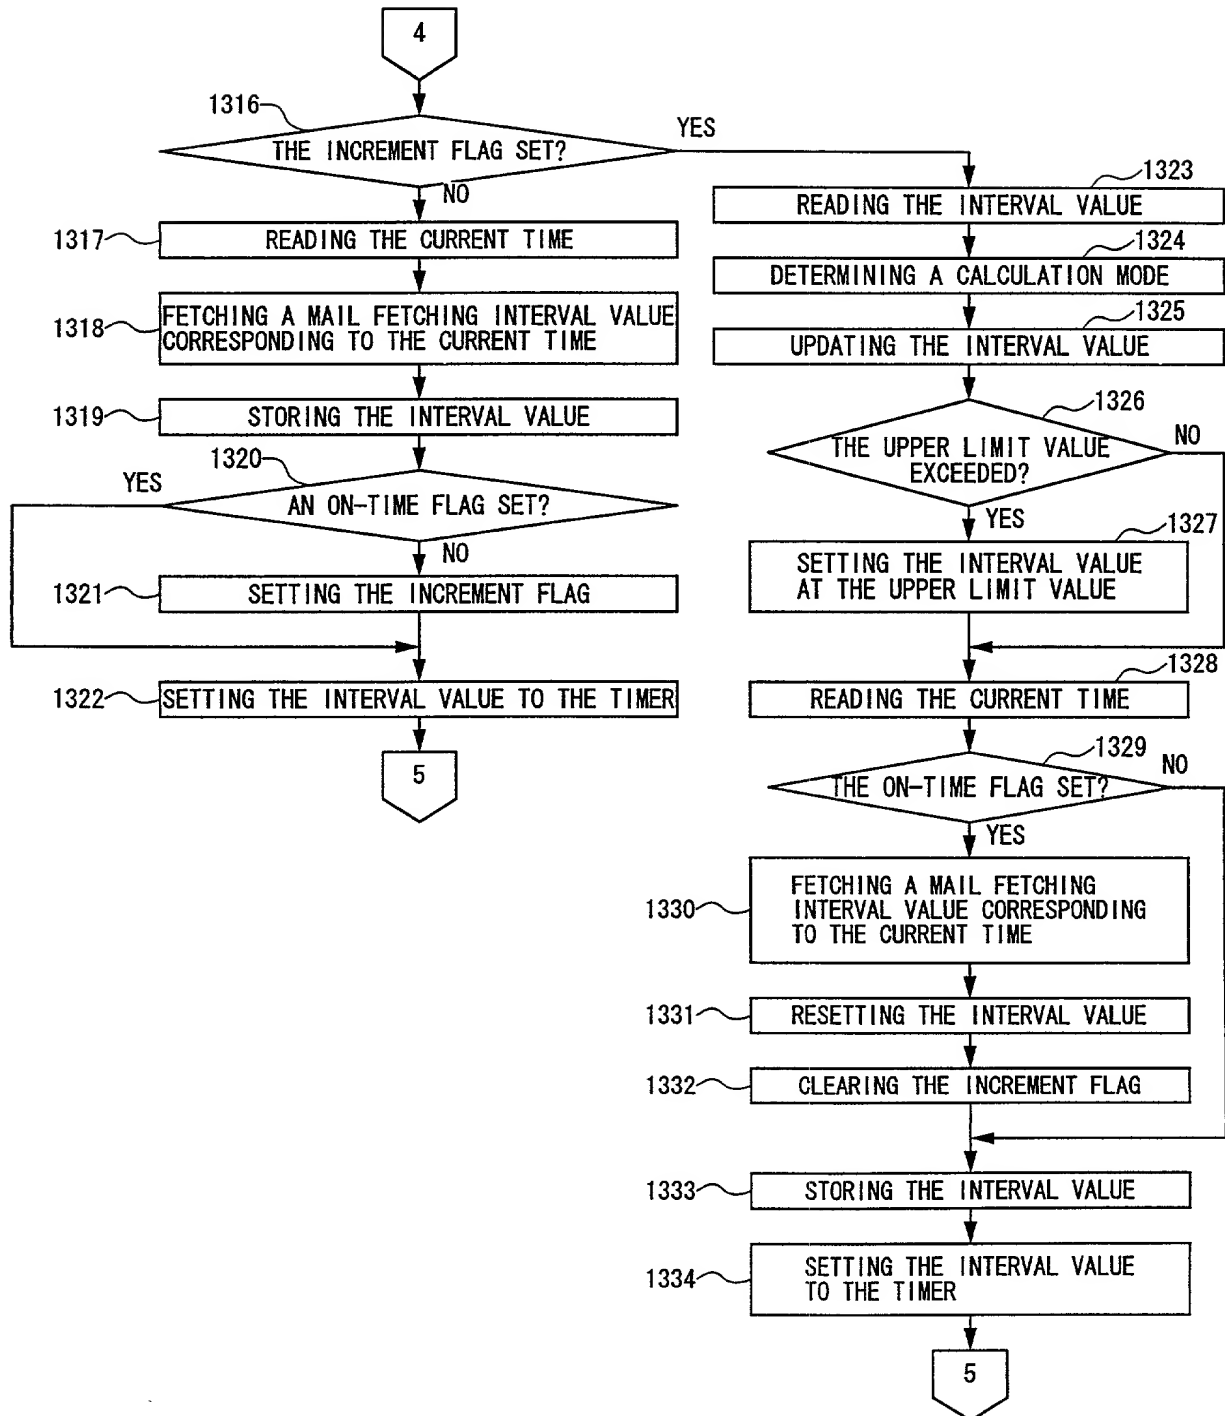 4
1316
THE INCREMENT FLAG SET?
YES
NO
1317
READING THE CURRENT TIME
1318
FETCHING A MAIL FETCHING INTERVAL VALUE
CORRESPONDING TO THE CURRENT TIME
1319
STORING THE INTERVAL VALUE
1320
YES
AN ON-TIME FLAG SET?
NO
1321
SETTING THE INCREMENT FLAG
1322
SETTING THE INTERVAL VALUE TO THE TIMER
5
1323
READING THE INTERVAL VALUE
1324
DETERMINING A CALCULATION MODE
1325
UPDATING THE INTERVAL VALUE
1326
THE UPPER LIMIT VALUE
EXCEEDED?
NO
YES
1327
SETTING THE INTERVAL VALUE
AT THE UPPER LIMIT VALUE
1328
READING THE CURRENT TIME
1329
THE ON-TIME FLAG SET?
NO
YES
1330
FETCHING A MAIL FETCHING
INTERVAL VALUE CORRESPONDING
TO THE CURRENT TIME
1331
RESETTING THE INTERVAL VALUE
1332
CLEARING THE INCREMENT FLAG
1333
STORING THE INTERVAL VALUE
1334
SETTING THE INTERVAL VALUE
TO THE TIMER
5